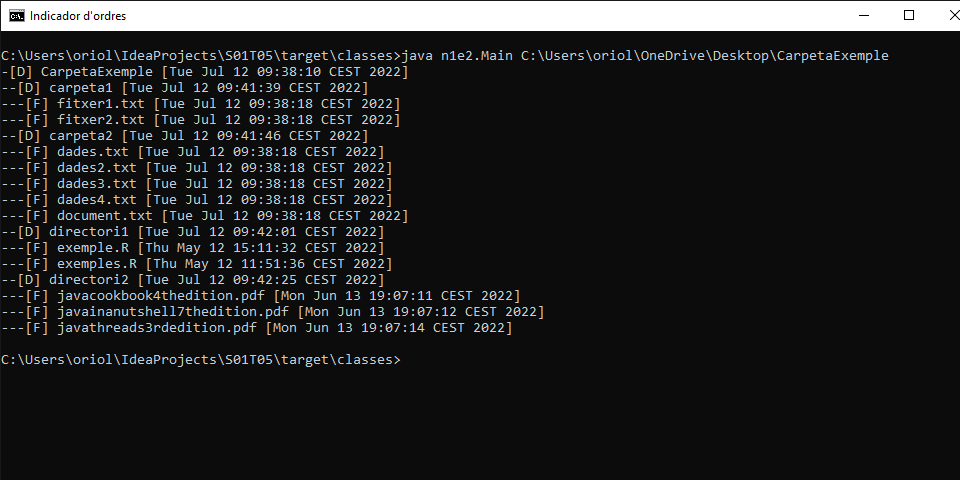 Indicador d'ordres
C:\Users\oriol\IdeaProjects\S01T05\target\classes>java n1e2.Main C:\Users\oriol\OneDrive\Desktop\CarpetaExemple
-[D] CarpetaExemple [Tue Jul 12 09:38:10 CEST 2022]
--[D] carpeta1 [Tue Jul 12 09:41:39 CEST 2022]
---[F] fitxer1.txt [Tue Jul 12 09:38:18 CEST 2022]
---[F] fitxer2.txt [Tue Jul 12 09:38:18 CEST 2022]
--[D] carpeta2 [Tue Jul 12 09:41:46 CEST 2022]
---[F] dades.txt [Tue Jul 12 09:38:18 CEST 2022]
---[F] dades2.txt [Tue Jul 12 09:38:18 CEST 2022]
---[F] dades3.txt [Tue Jul 12 09:38:18 CEST 2022]
---[F] dades4.txt [Tue Jul 12 09:38:18 CEST 2022]
---[F] document.txt [Tue Jul 12 09:38:18 CEST 2022]
--[D] directori1 [Tue Jul 12 09:42:01 CEST 2022]
---[F] exemple.R [Thu May 12 15:11:32 CEST 2022]
---[F] exemples.R [Thu May 12 11:51:36 CEST 2022]
--[D] directori2 [Tue Jul 12 09:42:25 CEST 2022]
---[F] javacookbook4thedition.pdf [Mon Jun 13 19:07:11 CEST 2022]
---[F] javainanutshell7thedition.pdf [Mon Jun 13 19:07:12 CEST 2022]
---[F] javathreads3rdedition.pdf [Mon Jun 13 19:07:14 CEST 2022]
C:\Users\oriol\IdeaProjects\S01T05\target\classes>